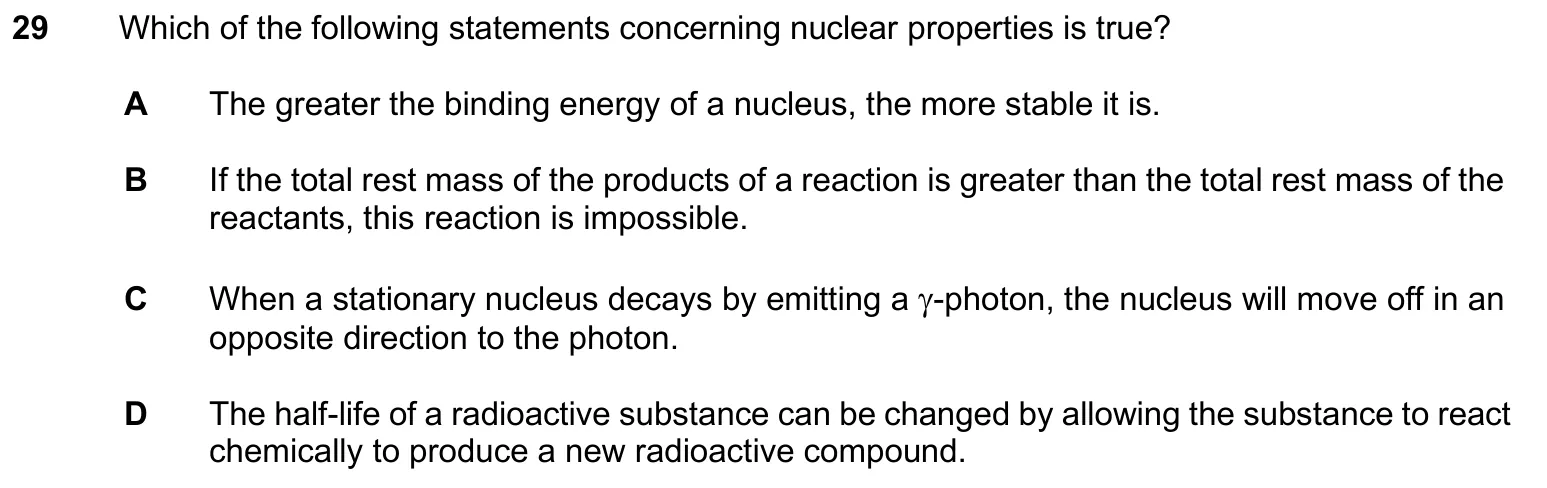 29 Which of the following statements concerning nuclear properties is true?
A The greater the binding energy of a nucleus, the more stable it is.
B If the total rest mass of the products of a reaction is greater than the total rest mass of the
reactants, this reaction is impossible.
C When a stationary nucleus decays by emitting a γ-photon, the nucleus will move off in an
opposite direction to the photon.
D The half-life of a radioactive substance can be changed by allowing the substance to react
chemically to produce a new radioactive compound.